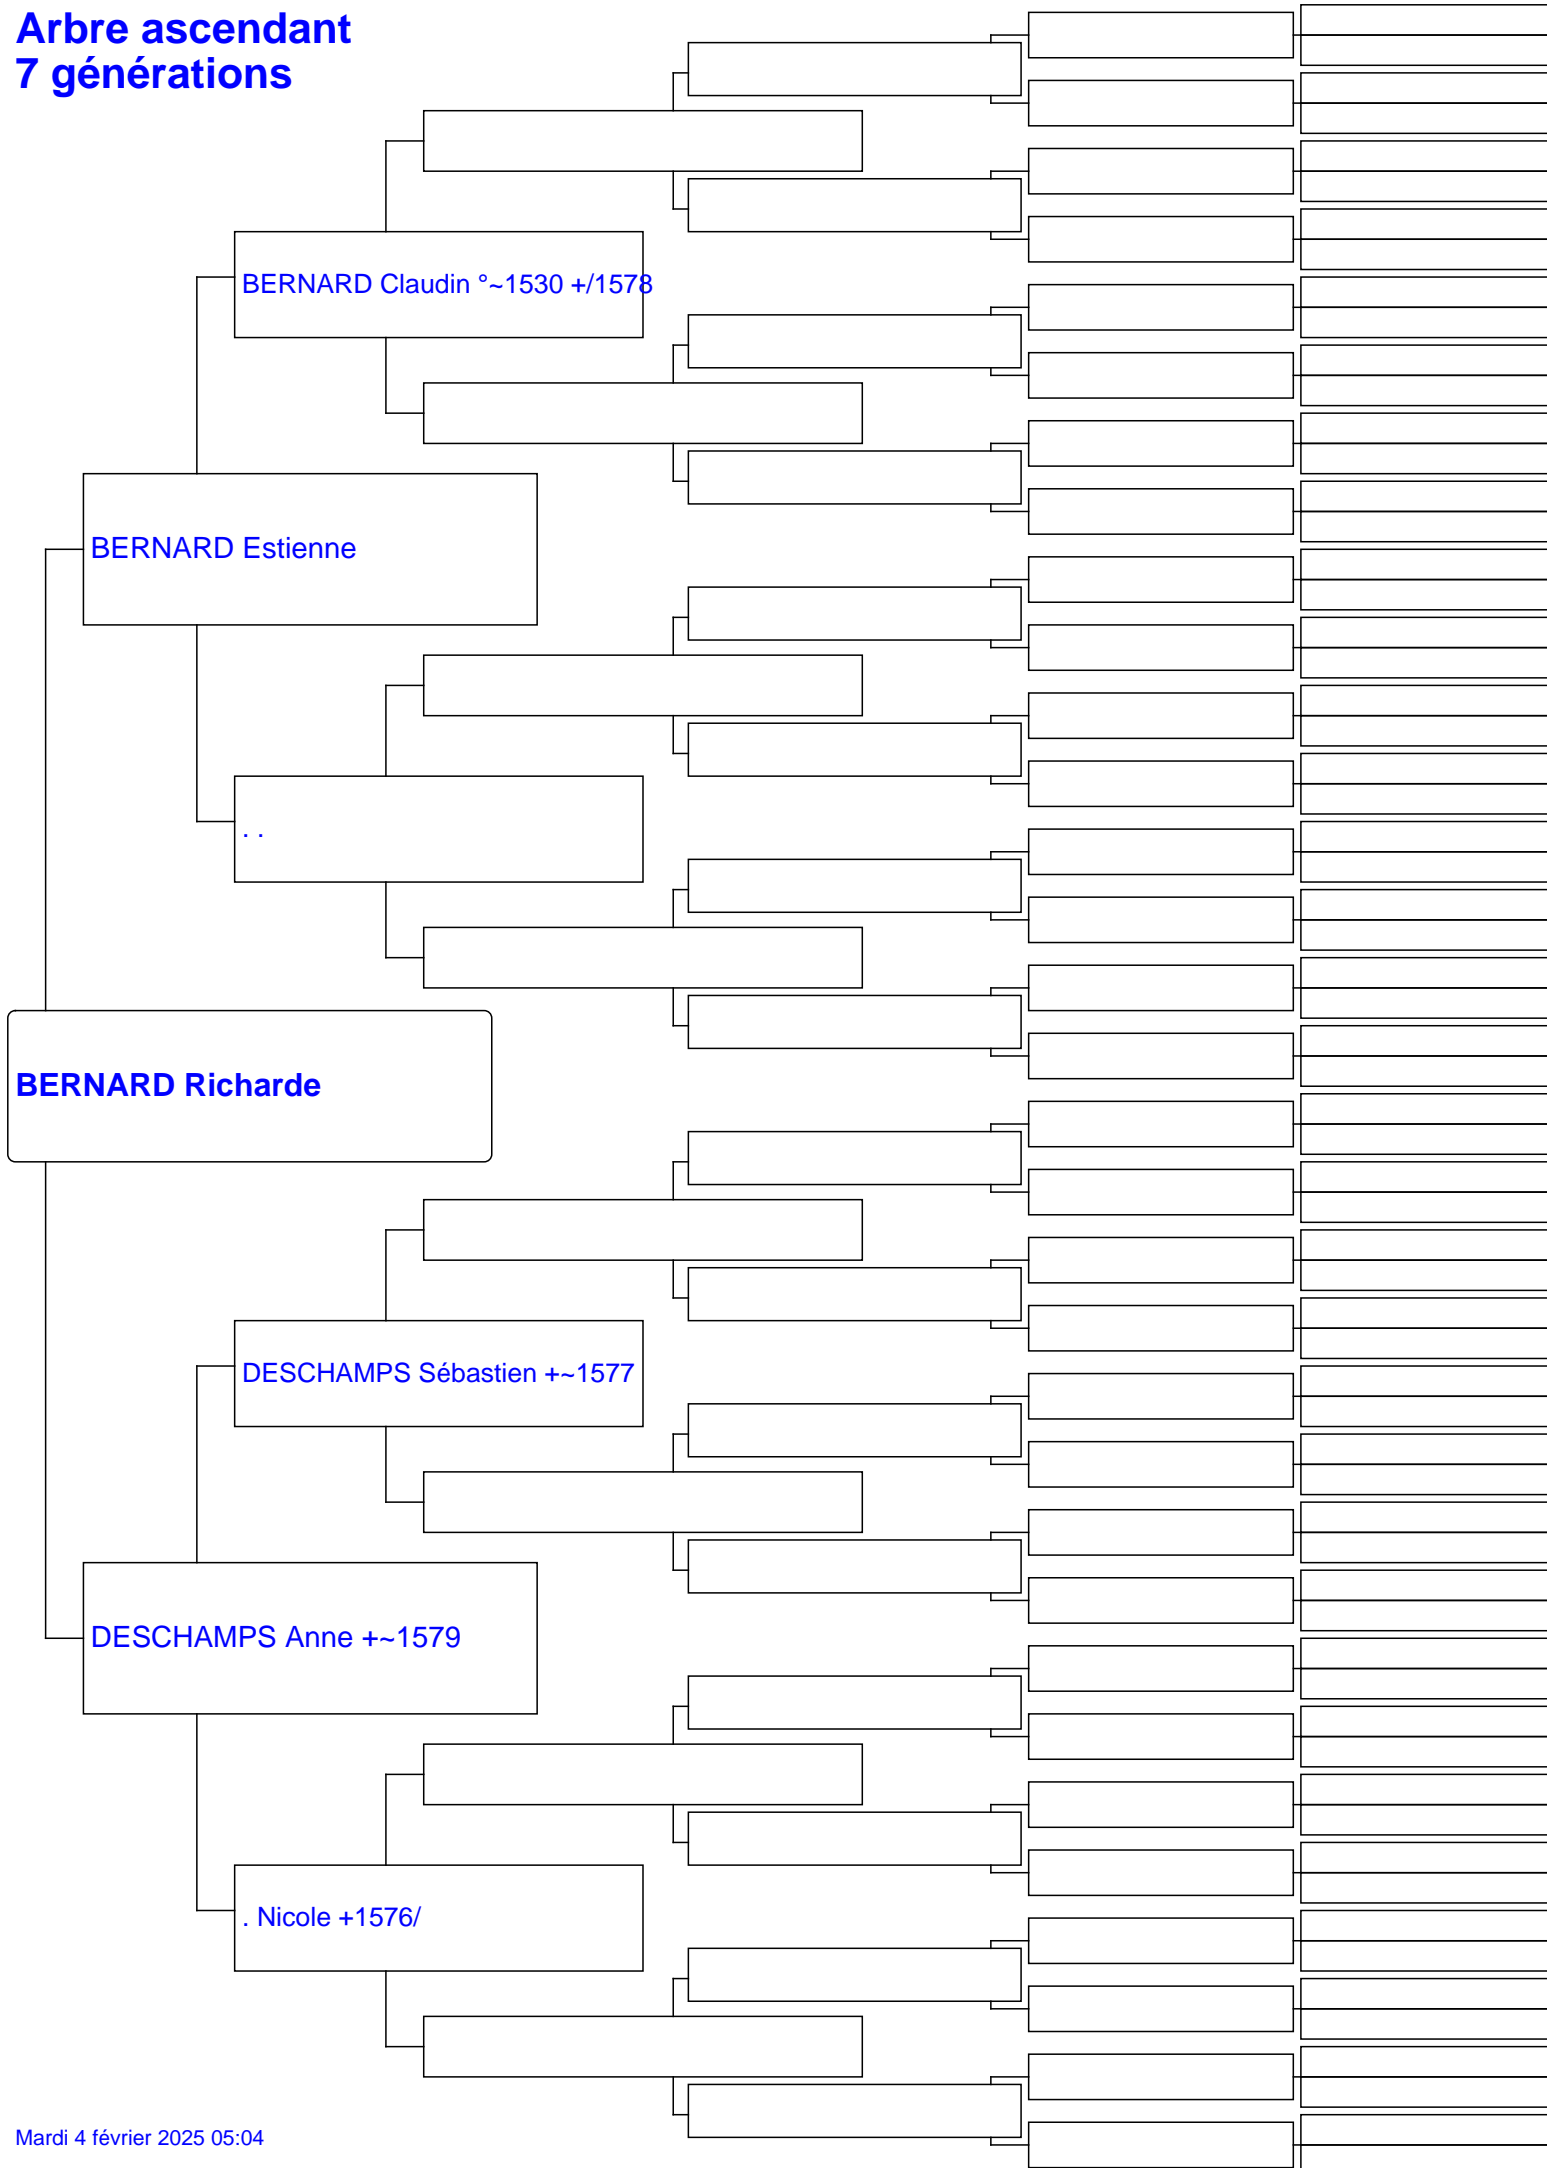 Arbre ascendant
7 générations
BERNARD Claudin °~1530 +/1578
BERNARD Estienne
. .
BERNARD Richarde
DESCHAMPS Sébastien +~1577
DESCHAMPS Anne +~1579
. Nicole +1576/
Mardi 4 février 2025 05:04